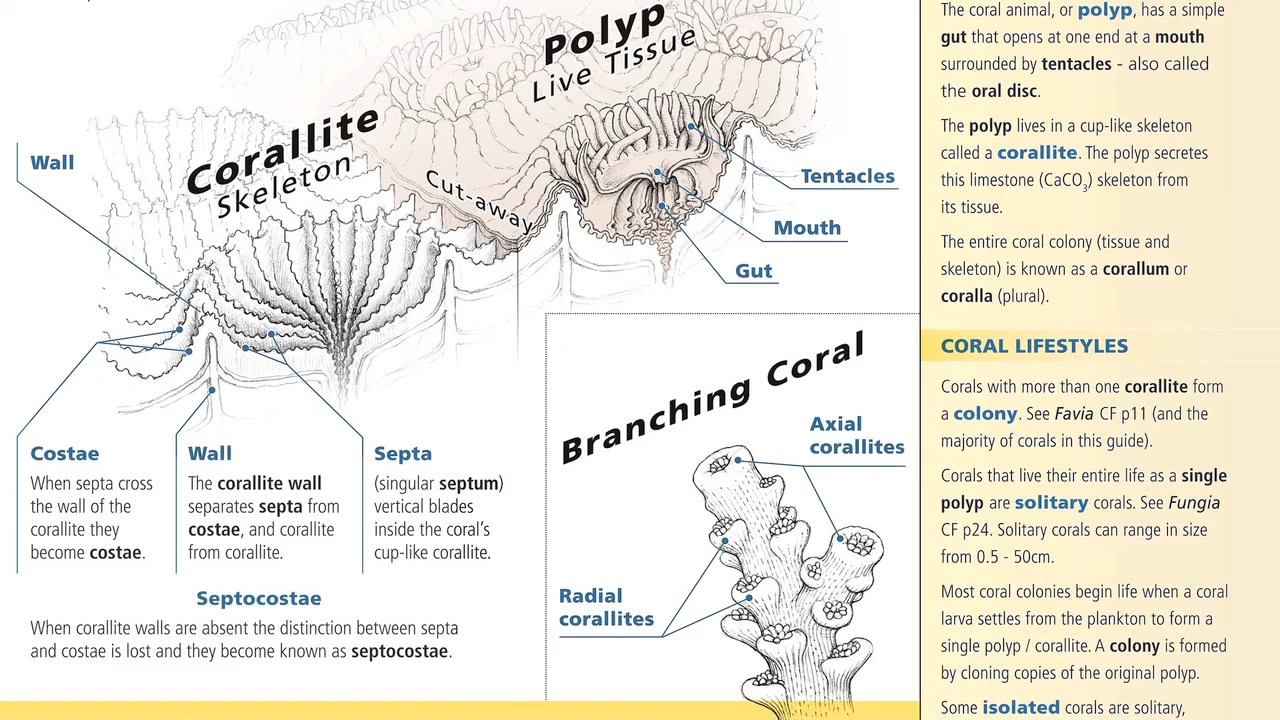 Polyp
Live Tissue
Corallite
Skeleton
Cut-away
Wall
Tentacles
Mouth
Gut
Costae
When septa cross
the wall of the
corallite they
become costae.
Wall
The corallite wall
separates septa from
costae, and corallite
from corallite.
Septa
(singular septum)
vertical blades
inside the coral's
cup-like corallite.
Septocostae
When corallite walls are absent the distinction between septa
and costae is lost and they become known as septocostae.
Branching Coral
Axial
corallites
Radial
corallites
The coral animal, or polyp, has a simple
gut that opens at one end at a mouth
surrounded by tentacles - also called
the oral disc.
The polyp lives in a cup-like skeleton
called a corallite. The polyp secretes
this limestone (CaCO₃) skeleton from
its tissue.
The entire coral colony (tissue and
skeleton) is known as a corallum or
coralla (plural).
CORAL LIFESTYLES
Corals with more than one corallite form
a colony. See Favia CF p11 (and the
majority of corals in this guide).
Corals that live their entire life as a single
polyp are solitary corals. See Fungia
CF p24. Solitary corals can range in size
from 0.5 - 50cm.
Most coral colonies begin life when a coral
larva settles from the plankton to form a
single polyp / corallite. A colony is formed
by cloning copies of the original polyp.
Some isolated corals are solitary,